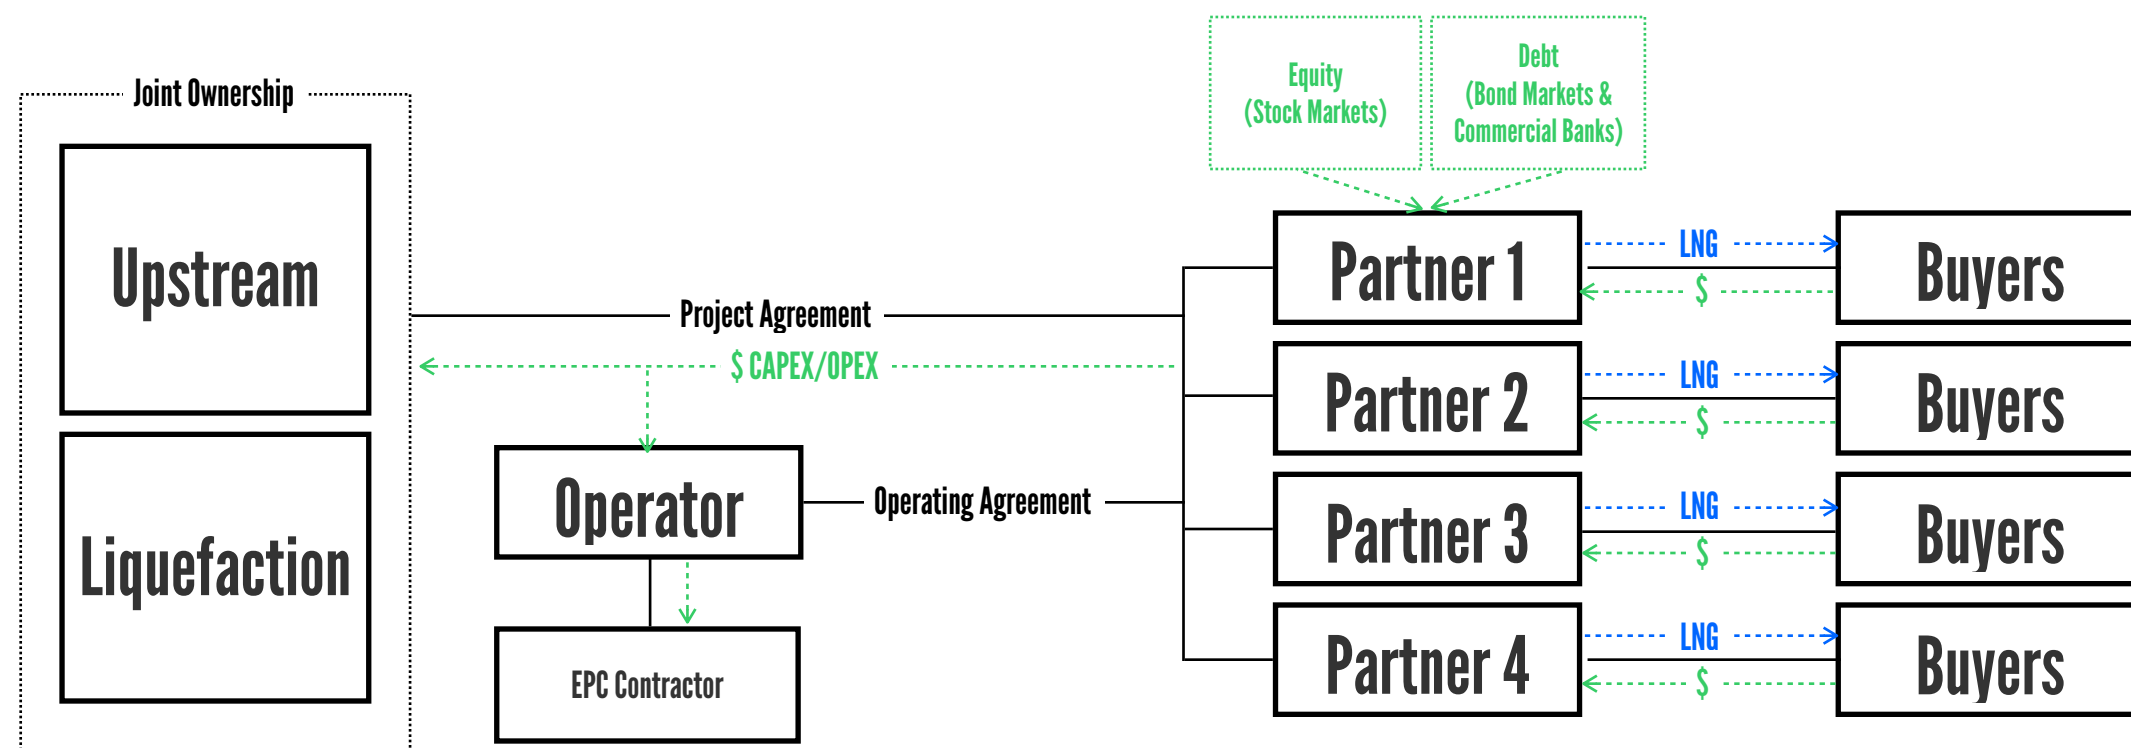 Joint Ownership
Upstream
Liquefaction
Project Agreement
$ CAPEX/OPEX
Operator
Operating Agreement
EPC Contractor
Equity
(Stock Markets)
Debt
(Bond Markets &
Commercial Banks)
Partner 1
LNG
$
Buyers
Partner 2
LNG
$
Buyers
Partner 3
LNG
$
Buyers
Partner 4
LNG
$
Buyers